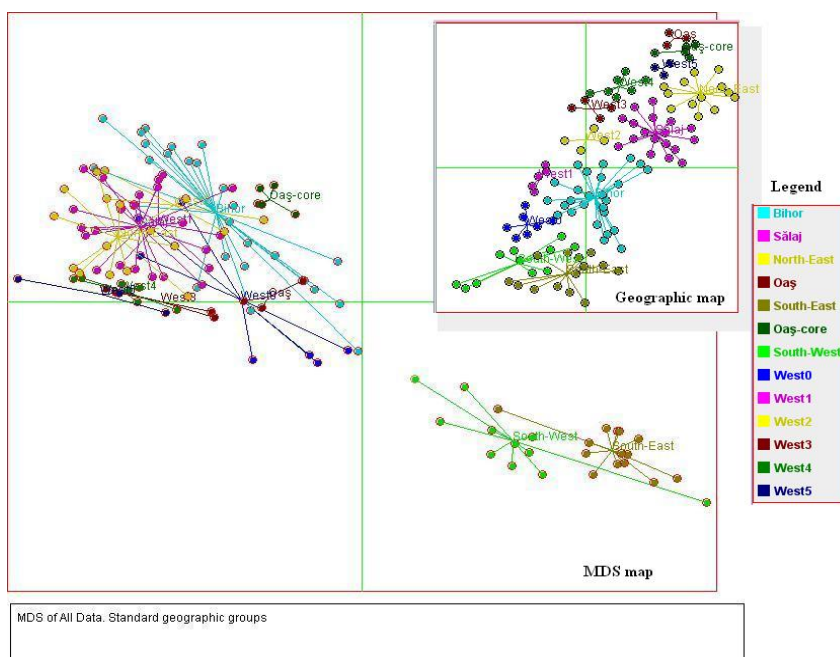 Oaş
Oaş-core
West5
West4
North-East
West3
Sălaj
West2
West1
Bihor
West0
South-West
South-East
Geographic map
Legend
Bihor
Sălaj
North-East
Oaş
South-East
Oaş-core
South-West
West0
West1
West2
West3
West4
West5
Oaş-core
Bihor
West1
West4
West3
Oaş
South-West
South-East
MDS map
MDS of All Data. Standard geographic groups